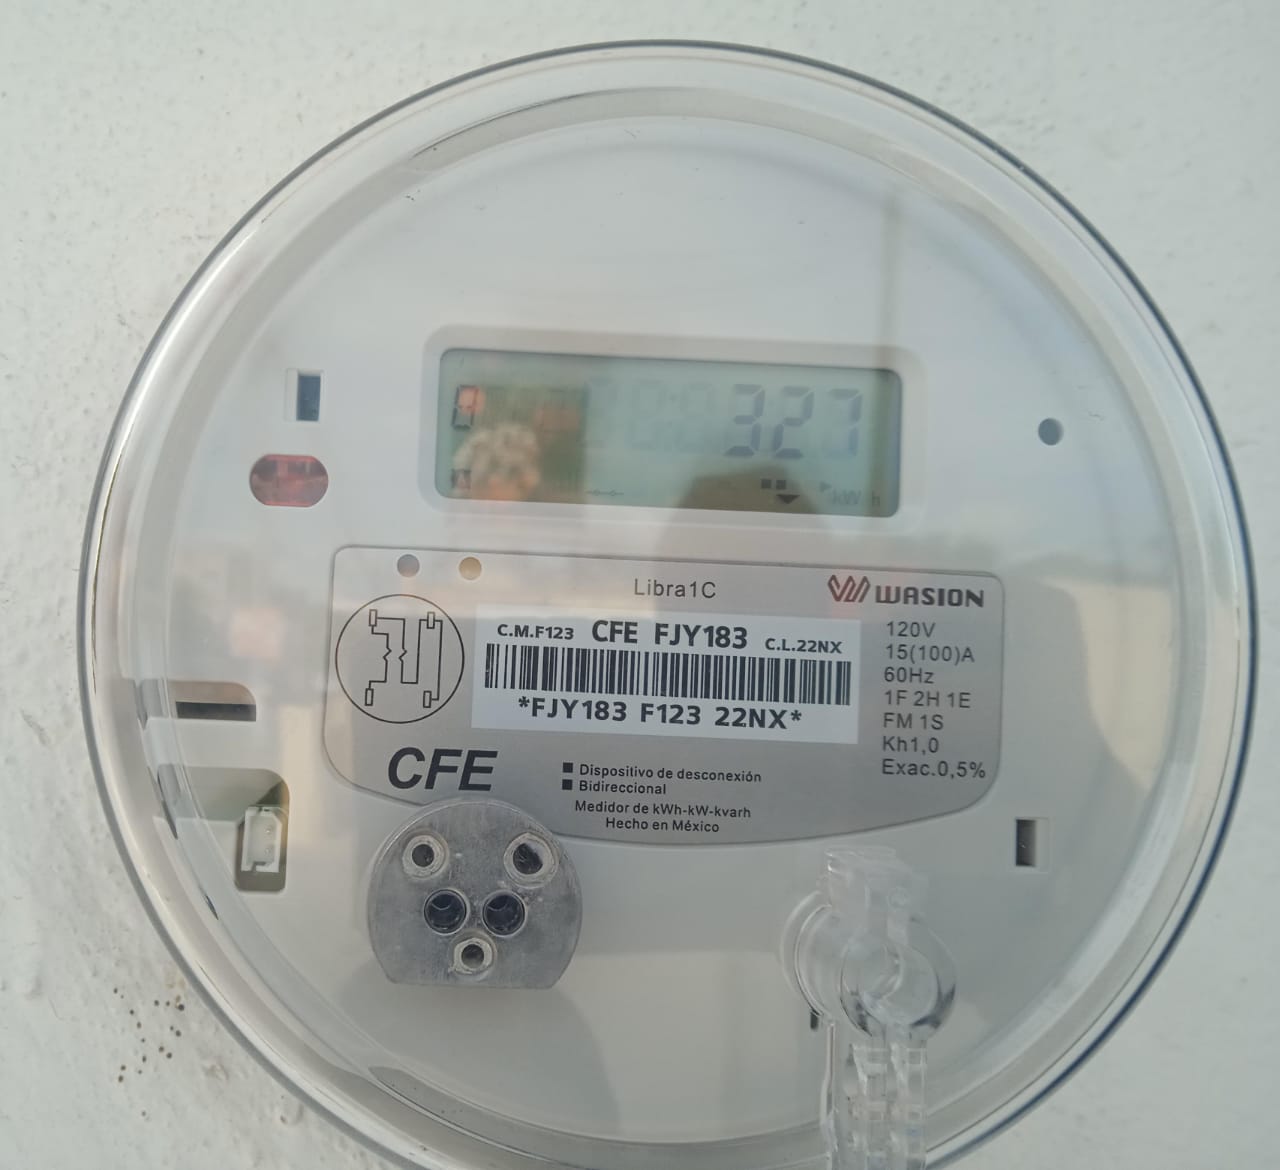 327
kWh
Libra1C
WASION
C.M.F123 CFE FJY183 C.L.22NX
*FJY183 F123 22NX*
120V
15(100)A
60Hz
1F 2H 1E
FM 1S
Kh1,0
Exac.0,5%
CFE
Dispositivo de desconexión
Bidireccional
Medidor de kWh-kW-kvarh
Hecho en México